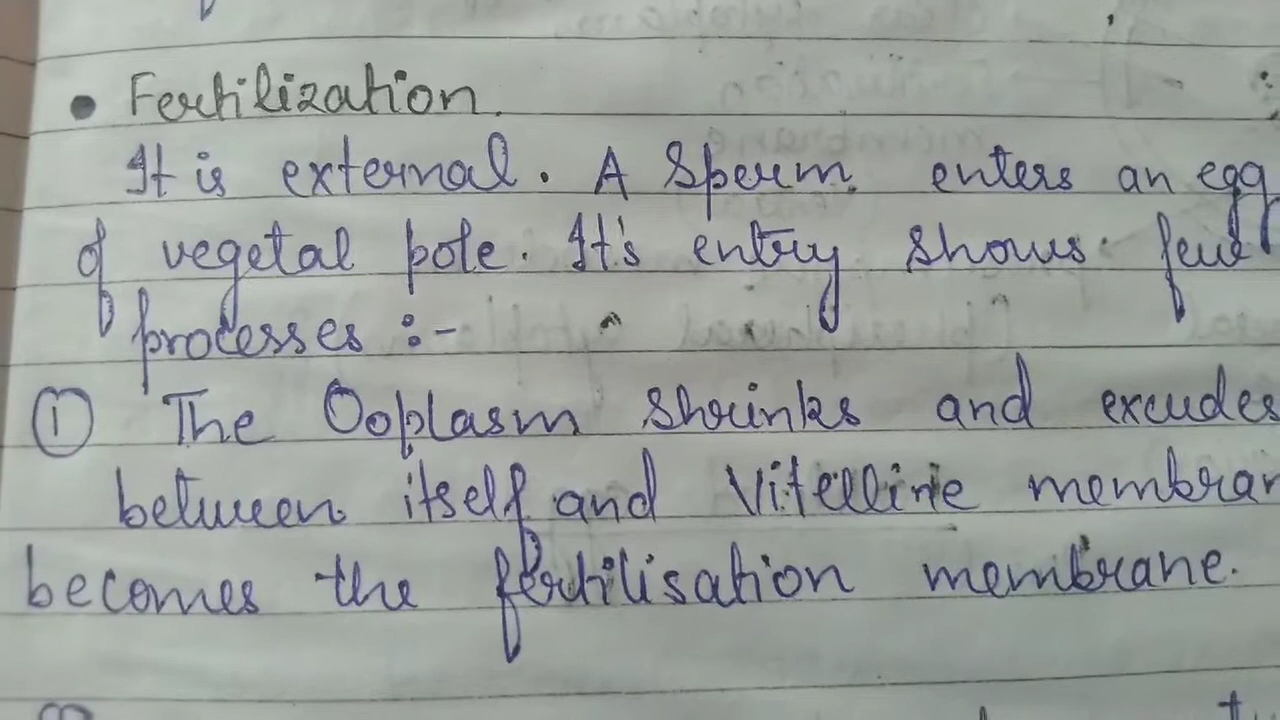 • Fertilization.
It is external. A Sperm enters an egg
of vegetal pole. It's entry shows few
processes :-
① The Ooplasm shrinks and exudes
between itself and Vitelline membran
becomes the fertilisation membrane.